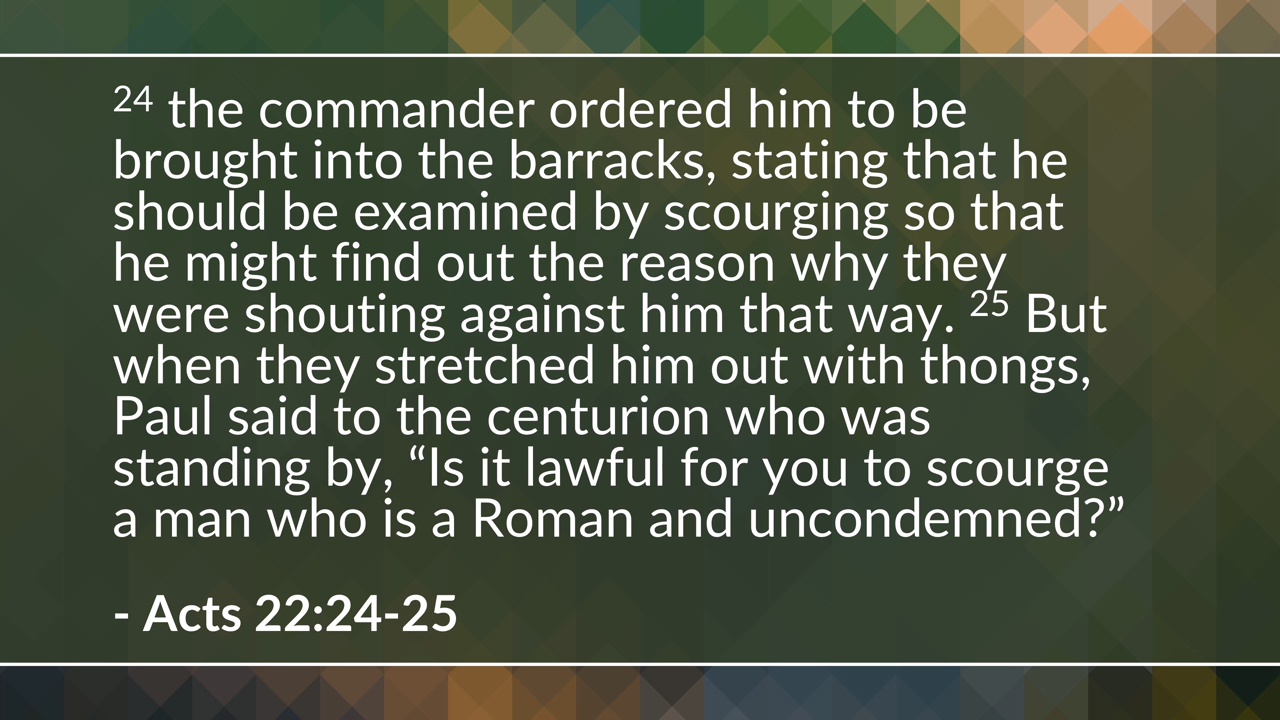 24 the commander ordered him to be
brought into the barracks, stating that he
should be examined by scourging so that
he might find out the reason why they
were shouting against him that way. 25 But
when they stretched him out with thongs,
Paul said to the centurion who was
standing by, “Is it lawful for you to scourge
a man who is a Roman and uncondemned?”
- Acts 22:24-25